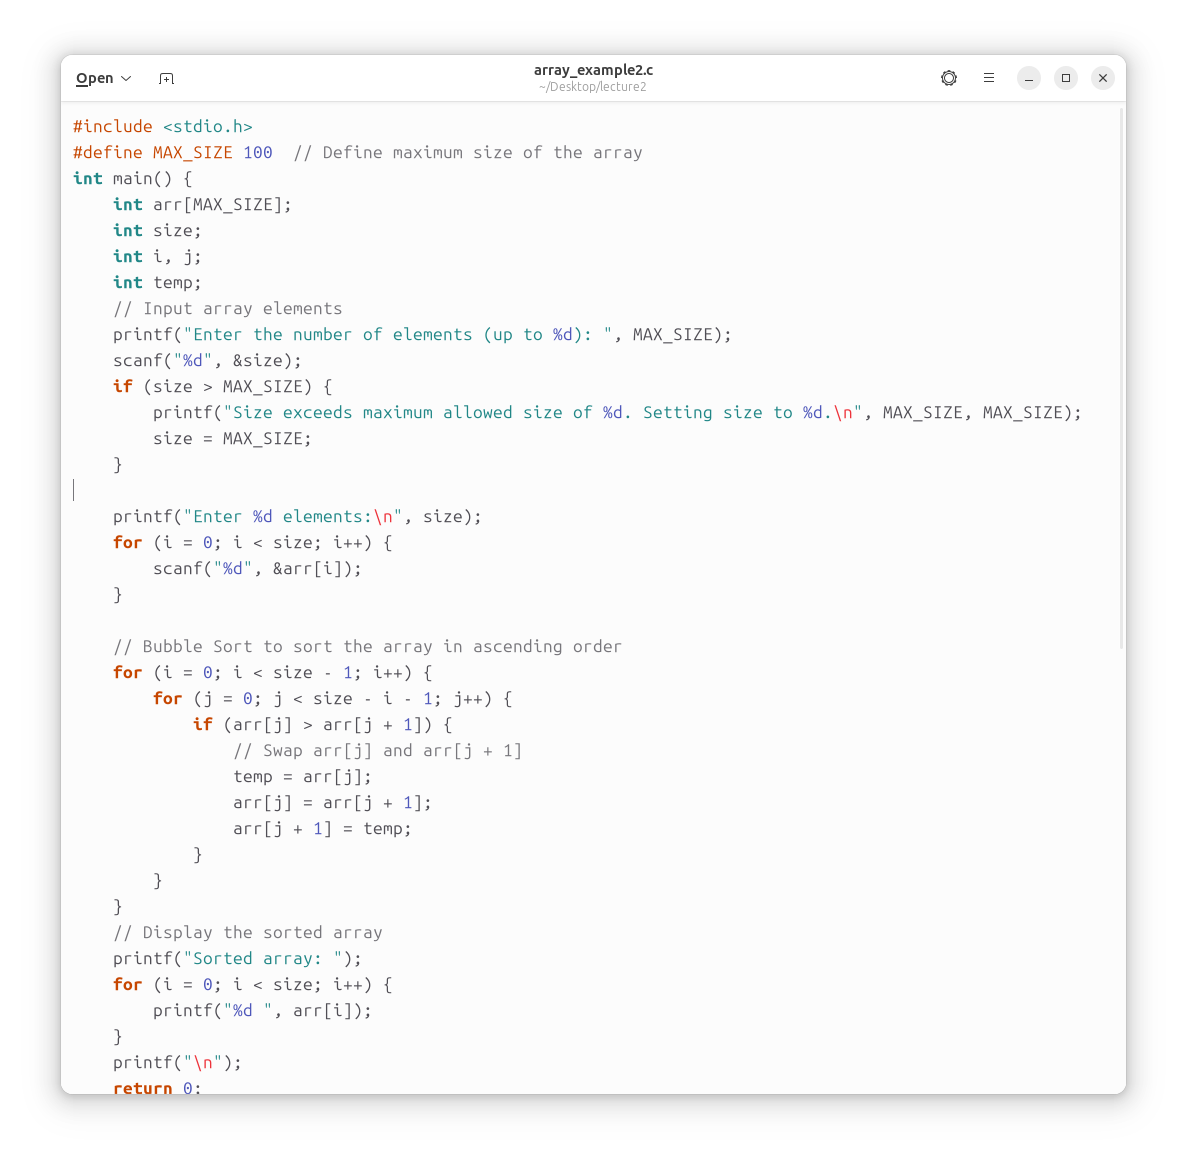 Open
array_example2.c
~/Desktop/lecture2
#include <stdio.h>
#define MAX_SIZE 100  // Define maximum size of the array
int main() {
    int arr[MAX_SIZE];
    int size;
    int i, j;
    int temp;
    // Input array elements
    printf("Enter the number of elements (up to %d): ", MAX_SIZE);
    scanf("%d", &size);
    if (size > MAX_SIZE) {
        printf("Size exceeds maximum allowed size of %d. Setting size to %d.\n", MAX_SIZE, MAX_SIZE);
        size = MAX_SIZE;
    }

    printf("Enter %d elements:\n", size);
    for (i = 0; i < size; i++) {
        scanf("%d", &arr[i]);
    }

    // Bubble Sort to sort the array in ascending order
    for (i = 0; i < size - 1; i++) {
        for (j = 0; j < size - i - 1; j++) {
            if (arr[j] > arr[j + 1]) {
                // Swap arr[j] and arr[j + 1]
                temp = arr[j];
                arr[j] = arr[j + 1];
                arr[j + 1] = temp;
            }
        }
    }
    // Display the sorted array
    printf("Sorted array: ");
    for (i = 0; i < size; i++) {
        printf("%d ", arr[i]);
    }
    printf("\n");
    return 0;